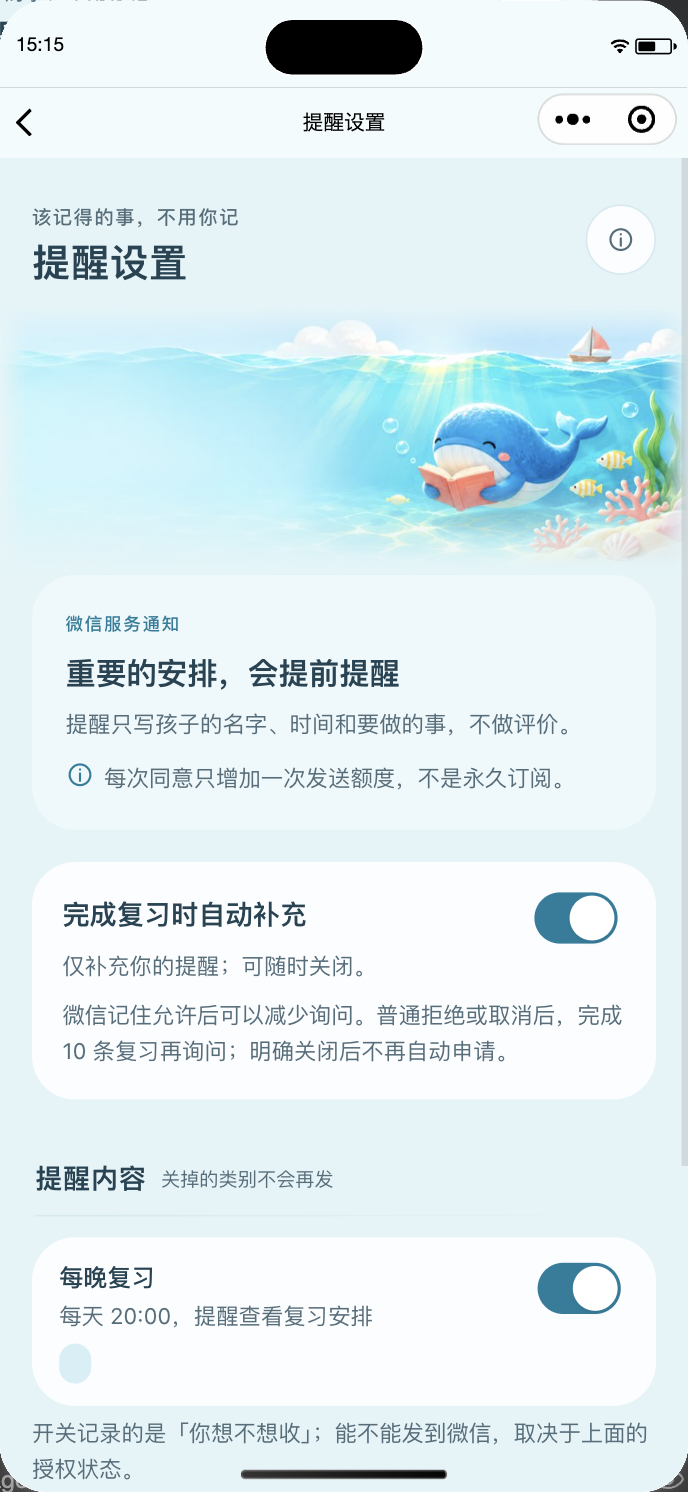 15:15
提醒设置
该记得的事，不用你记
提醒设置
微信服务通知
重要的安排，会提前提醒
提醒只写孩子的名字、时间和要做的事，不做评价。
每次同意只增加一次发送额度，不是永久订阅。
完成复习时自动补充
仅补充你的提醒；可随时关闭。
微信记住允许后可以减少询问。普通拒绝或取消后，完成
10 条复习再询问；明确关闭后不再自动申请。
提醒内容 关掉的类别不会再发
每晚复习
每天 20:00，提醒查看复习安排
开关记录的是「你想不想收」；能不能发到微信，取决于上面的
授权状态。